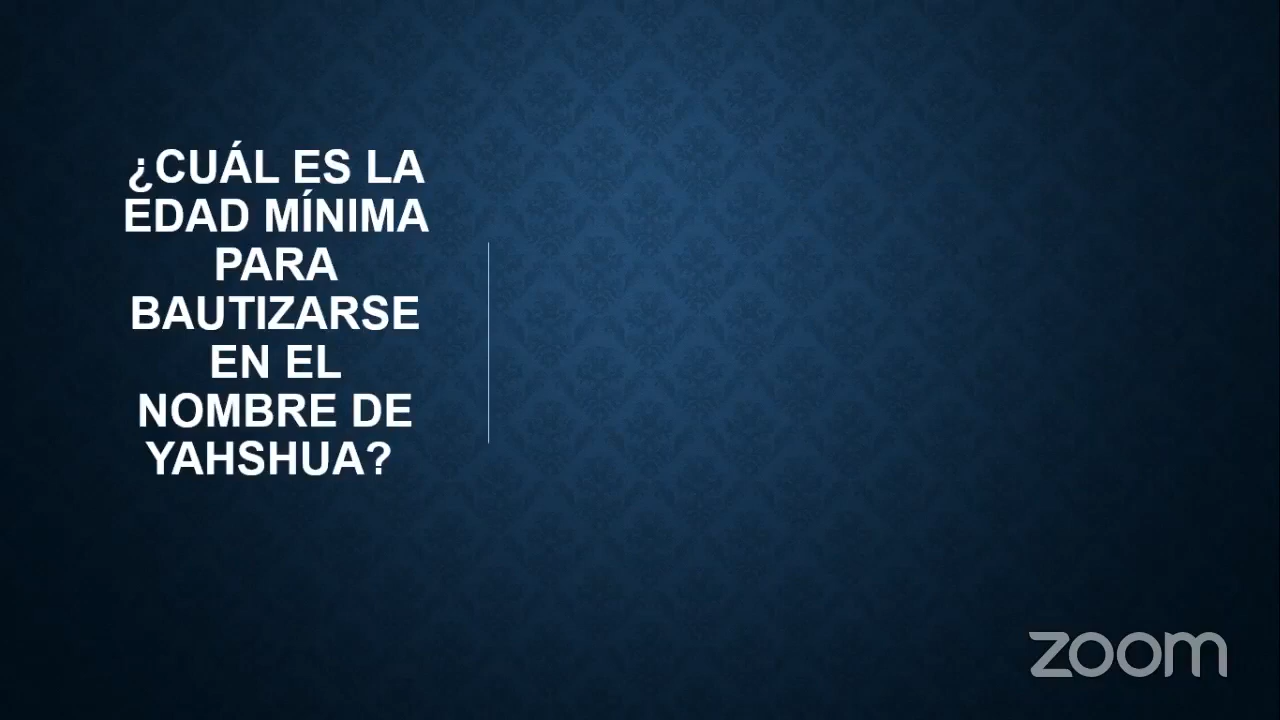 ¿CUÁL ES LA
EDAD MÍNIMA
PARA
BAUTIZARSE
EN EL
NOMBRE DE
YAHSHUA?
zoom